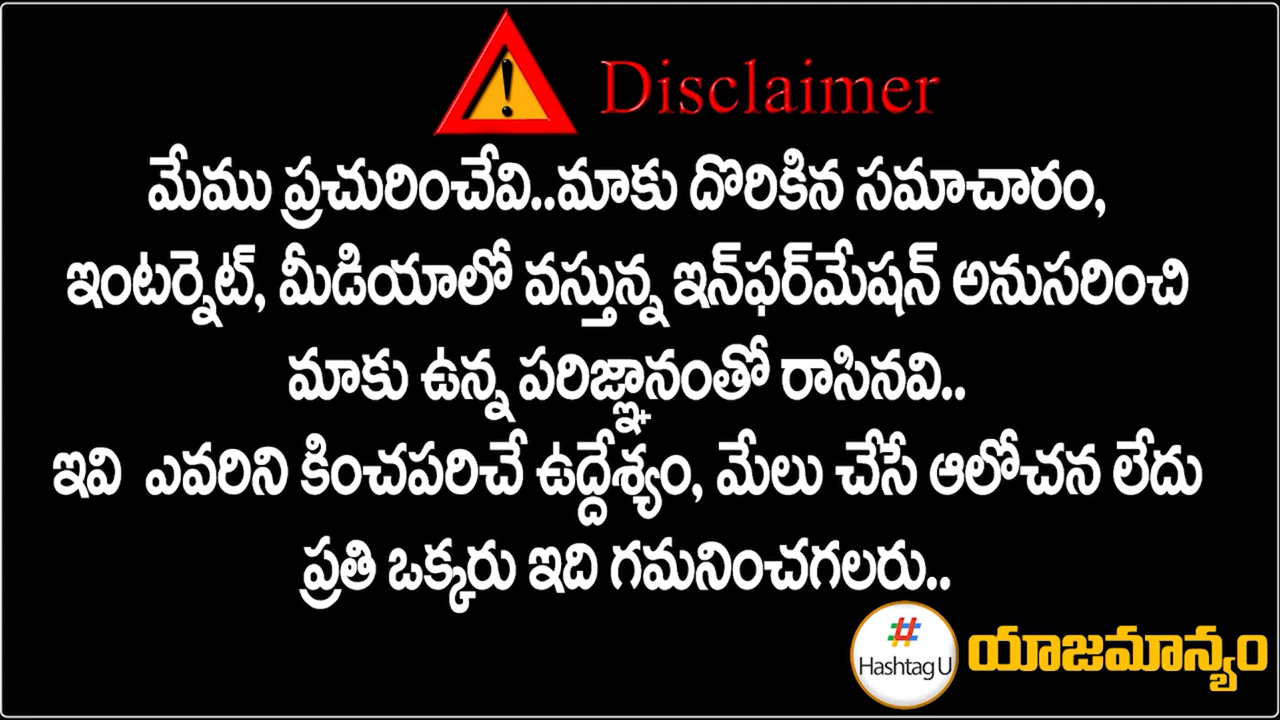 Disclaimer
మేము ప్రచురించేవి..మాకు దొరికిన సమాచారం,
ఇంటర్నెట్, మీడియాలో వస్తున్న ఇన్‌ఫర్‌మేషన్ అనుసరించి
మాకు ఉన్న పరిజ్ఞానంతో రాసినవి..
ఇవి ఎవరిని కించపరిచే ఉద్దేశ్యం, మేలు చేసే ఆలోచన లేదు
ప్రతి ఒక్కరు ఇది గమనించగలరు..
#
Hashtag U
యాజమాన్యం